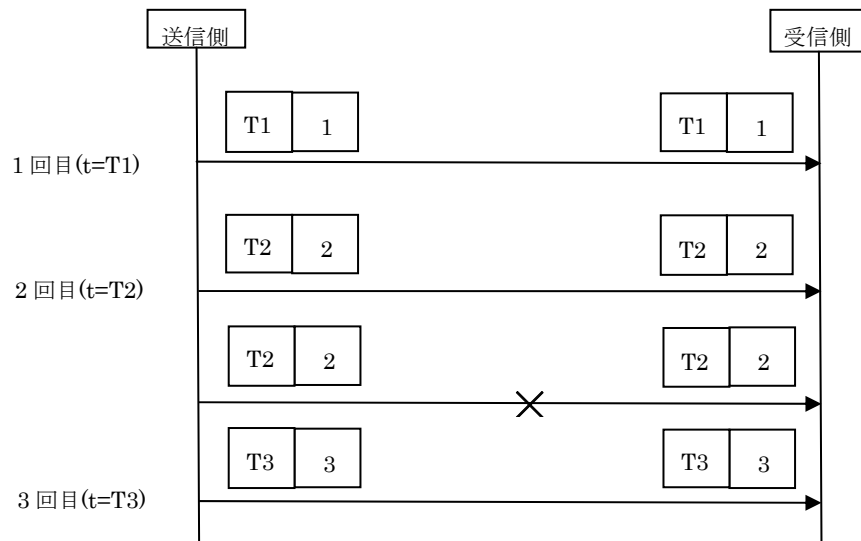 送信側 受信側
T1 1 T1 1
1 回目(t=T1)
T2 2 T2 2
2 回目(t=T2)
T2 2 T2 2
T3 3 T3 3
3 回目(t=T3)